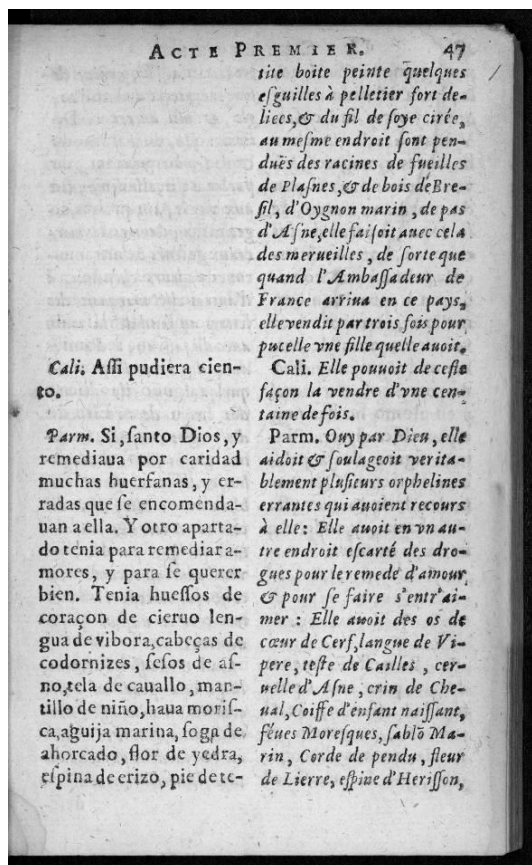 ACTE PREMIER. 47
tite boite peinte quelques
eſguilles à pelletier fort de-
liees, & du fil de ſoye cirée,
au meſme endroit ſont pen-
duës des racines de fueilles
de Plaſnes, & de bois de Bre-
ſil, d'Oygnon marin, de pas
d'Aſne, elle faiſoit auec cela
des merueilles, de ſorte que
quand l'Ambaſſadeur de
France arriua en ce pays,
elle vendit par trois fois pour
pucelle vne fille quelle auoit.
Cali. Aſſi pudiera cien-
to.
Parm. Si, ſanto Dios, y
remediaua por caridad
muchas huerfanas, y er-
radas que ſe encomenda-
uan a ella. Y otro aparta-
do tenia para remediar a-
mores, y para ſe querer
bien. Tenia hueſſos de
coraçon de cieruo len-
gua de vibora, cabeças de
codornizes, ſeſos de aſ-
no, tela de cauallo, man-
tillo de niño, haua moriſ-
ca, aguija marina, ſoga de
ahorcado, flor de yedra,
eſpina de erizo, pie de te-
Cali. Elle pouuoit de ceſte
façon la vendre d'vne cen-
taine de fois.
Parm. Ouy par Dieu, elle
aidoit & ſoulageoit verita-
blement pluſieurs orphelines
errantes qui auoient recours
à elle: Elle auoit en vn au-
tre endroit eſcarté des dro-
gues pour le remede d'amour
& pour ſe faire s'entr'ai-
mer : Elle auoit des os de
cœur de Cerf, langue de Vi-
pere, teſte de Cailles, cer-
uelle d'Aſne, crin de Che-
ual, Coiffe d'enfant naiſſant,
féues Moreſques, ſablõ Ma-
rin, Corde de pendu, fleur
de Lierre, eſpine d'Heriſſon,